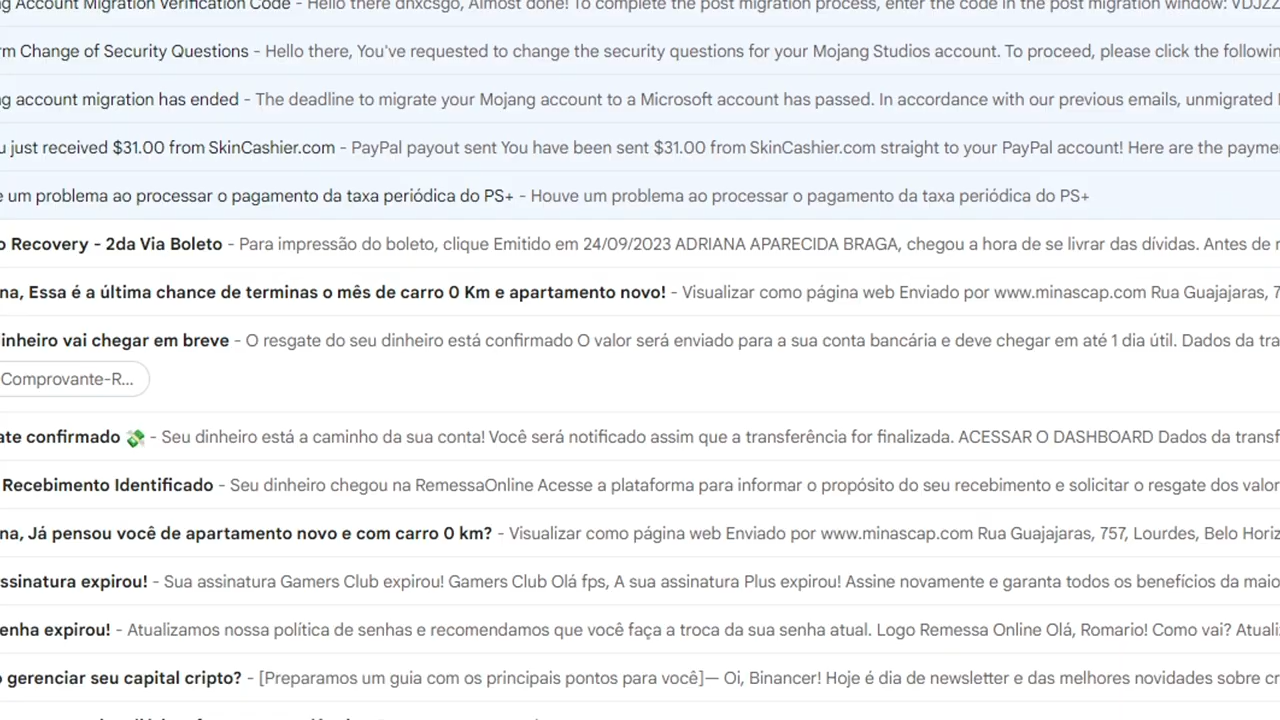 Account Migration Verification Code - Hello there dnxcsgo, Almost done! To complete the post migration process, enter the code in the post migration window:
Change of Security Questions - Hello there, You've requested to change the security questions for your Mojang Studios account. To proceed, please click the
account migration has ended - The deadline to migrate your Mojang account to a Microsoft account has passed. In accordance with our previous emails, unmigrated
just received $31.00 from SkinCashier.com - PayPal payout sent You have been sent $31.00 from SkinCashier.com straight to your PayPal account! Here are the
um problema ao processar o pagamento da taxa periódica do PS+ - Houve um problema ao processar o pagamento da taxa periódica do PS+
Recovery - 2da Via Boleto - Para impressão do boleto, clique Emitido em 24/09/2023 ADRIANA APARECIDA BRAGA, chegou a hora de se livrar das dívidas. Antes de
na, Essa é a última chance de terminas o mês de carro 0 Km e apartamento novo! - Visualizar como página web Enviado por www.minascap.com Rua Guajajaras, 7
inheiro vai chegar em breve - O resgate do seu dinheiro está confirmado O valor será enviado para a sua conta bancária e deve chegar em até 1 dia útil. Dados da
Comprovante-R...
ate confirmado 💸 - Seu dinheiro está a caminho da sua conta! Você será notificado assim que a transferência for finalizada. ACESSAR O DASHBOARD Dados da
Recebimento Identificado - Seu dinheiro chegou na RemessaOnline Acesse a plataforma para informar o propósito do seu recebimento e solicitar o resgate dos valor
na, Já pensou você de apartamento novo e com carro 0 km? - Visualizar como página web Enviado por www.minascap.com Rua Guajajaras, 757, Lourdes, Belo Horiz
ssinatura expirou! - Sua assinatura Gamers Club expirou! Gamers Club Olá fps, A sua assinatura Plus expirou! Assine novamente e garanta todos os benefícios da maio
enha expirou! - Atualizamos nossa política de senhas e recomendamos que você faça a troca da sua senha atual. Logo Remessa Online Olá, Romario! Como vai?
gerenciar seu capital cripto? - [Preparamos um guia com os principais pontos para você]— Oi, Binancer! Hoje é dia de newsletter e das melhores novidades sobre